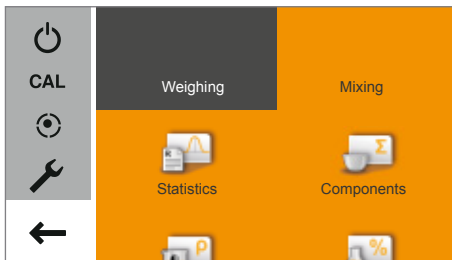 CAL
Weighing
Mixing
Σ
Statistics
Components
ρ
%